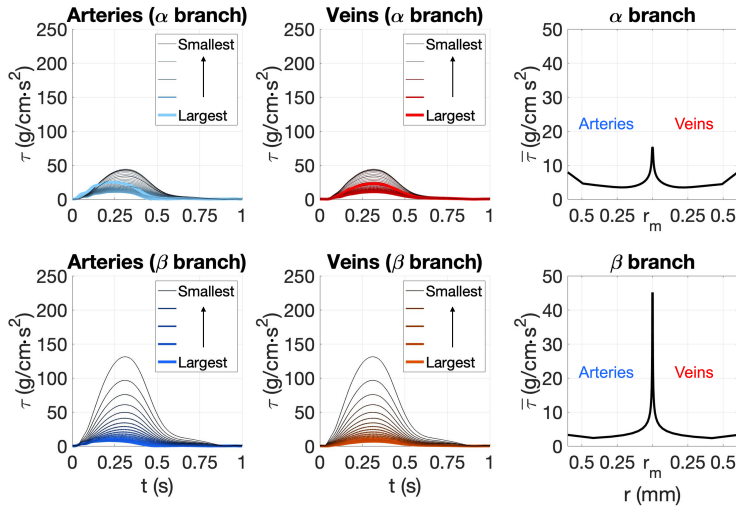 Arteries (α branch)
250
200
150
100
50
0
τ (g/cm·s²)
0 0.25 0.5 0.75 1
Smallest
Largest
Veins (α branch)
250
200
150
100
50
0
τ (g/cm·s²)
0 0.25 0.5 0.75 1
Smallest
Largest
α branch
50
40
30
20
10
0
τ̅ (g/cm·s²)
Arteries Veins
0.5 0.25 r_m 0.25 0.5
Arteries (β branch)
250
200
150
100
50
0
τ (g/cm·s²)
0 0.25 0.5 0.75 1
t (s)
Smallest
Largest
Veins (β branch)
250
200
150
100
50
0
τ (g/cm·s²)
0 0.25 0.5 0.75 1
t (s)
Smallest
Largest
β branch
50
40
30
20
10
0
τ̅ (g/cm·s²)
Arteries Veins
0.5 0.25 r_m 0.25 0.5
r (mm)